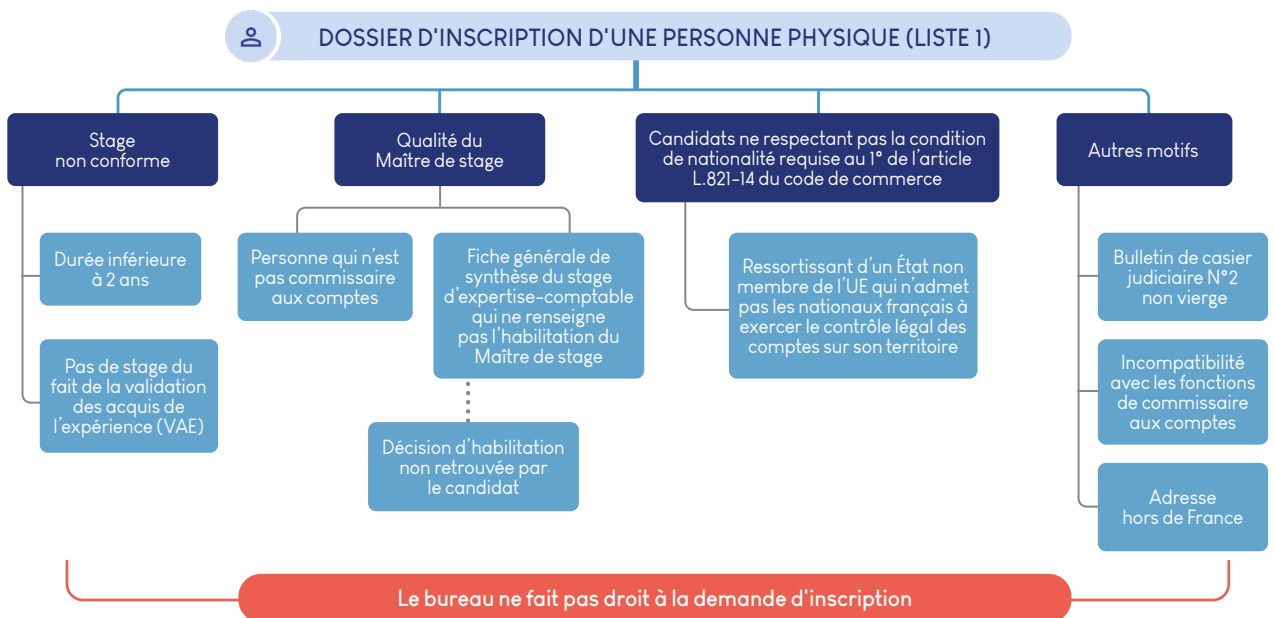 DOSSIER D'INSCRIPTION D'UNE PERSONNE PHYSIQUE (LISTE 1)
Stage
non conforme
Durée inférieure
à 2 ans
Pas de stage du
fait de la validation
des acquis de
l'expérience (VAE)
Qualité du
Maître de stage
Personne qui n'est
pas commissaire
aux comptes
Fiche générale de
synthèse du stage
d'expertise-comptable
qui ne renseigne
pas l'habilitation du
Maître de stage
Décision d'habilitation
non retrouvée par
le candidat
Candidats ne respectant pas la condition
de nationalité requise au 1° de l'article
L.821-14 du code de commerce
Ressortissant d'un État non
membre de l'UE qui n'admet
pas les nationaux français à
exercer le contrôle légal des
comptes sur son territoire
Autres motifs
Bulletin de casier
judiciaire N°2
non vierge
Incompatibilité
avec les fonctions
de commissaire
aux comptes
Adresse
hors de France
Le bureau ne fait pas droit à la demande d'inscription